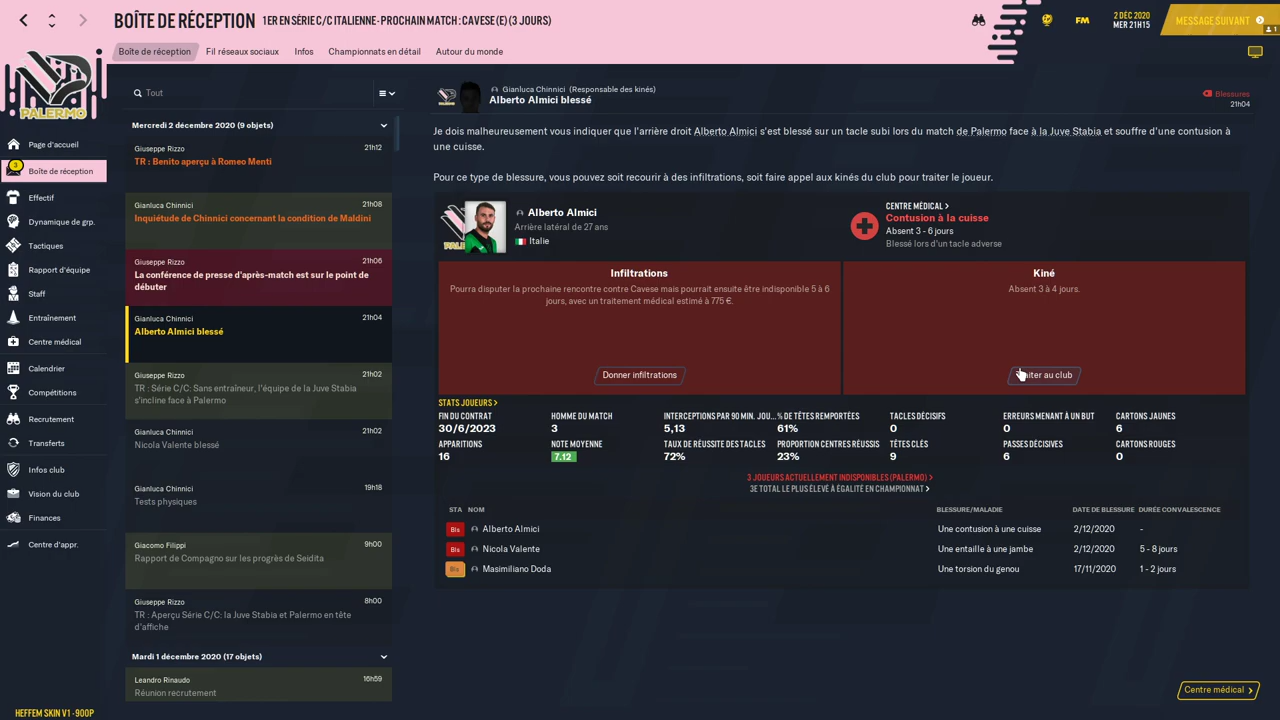 BOÎTE DE RÉCEPTION 1ER EN SÉRIE C/C ITALIENNE - PROCHAIN MATCH : CAVESE (E) (3 JOURS)
2 DÉC 2020
MER 21H15
MESSAGE SUIVANT
1
FM
Boîte de réception Fil réseaux sociaux Infos Championnats en détail Autour du monde
PALERMO
Page d'accueil
3
Boîte de réception
Effectif
Dynamique de grp.
Tactiques
Rapport d'équipe
Staff
Entraînement
Centre médical
Calendrier
Compétitions
Recrutement
Transferts
Infos club
Vision du club
Finances
Centre d'appr.
HEFFEM SKIN V1 - 900P
Tout
Mercredi 2 décembre 2020 (9 objets)
Giuseppe Rizzo 21h12
TR : Benito aperçu à Romeo Menti
Gianluca Chinnici 21h08
Inquiétude de Chinnici concernant la condition de Maldini
Giuseppe Rizzo 21h06
La conférence de presse d'après-match est sur le point de
débuter
Gianluca Chinnici 21h04
Alberto Almici blessé
Giuseppe Rizzo 21h02
TR : Série C/C: Sans entraîneur, l'équipe de la Juve Stabia
s'incline face à Palermo
Gianluca Chinnici 21h02
Nicola Valente blessé
Gianluca Chinnici 19h18
Tests physiques
Giacomo Filippi 9h00
Rapport de Compagno sur les progrès de Seidita
Giuseppe Rizzo 8h00
TR : Aperçu Série C/C: la Juve Stabia et Palermo en tête
d'affiche
Mardi 1 décembre 2020 (17 objets)
Leandro Rinaudo 16h59
Réunion recrutement
Gianluca Chinnici (Responsable des kinés)
Alberto Almici blessé
Blessures
21h04
Je dois malheureusement vous indiquer que l'arrière droit Alberto Almici s'est blessé sur un tacle subi lors du match de Palermo face à la Juve Stabia et souffre d'une contusion à
une cuisse.
Pour ce type de blessure, vous pouvez soit recourir à des infiltrations, soit faire appel aux kinés du club pour traiter le joueur.
Alberto Almici
Arrière latéral de 27 ans
Italie
CENTRE MÉDICAL
Contusion à la cuisse
Absent 3 - 6 jours
Blessé lors d'un tacle adverse
Infiltrations
Pourra disputer la prochaine rencontre contre Cavese mais pourrait ensuite être indisponible 5 à 6
jours, avec un traitement médical estimé à 775 €.
Donner infiltrations
Kiné
Absent 3 à 4 jours.
iter au club
STATS JOUEURS
FIN DU CONTRAT HOMME DU MATCH INTERCEPTIONS PAR 90 MIN. JOU... % DE TÊTES REMPORTÉES TACLES DÉCISIFS ERREURS MENANT À UN BUT CARTONS JAUNES
30/6/2023 3 5,13 61% 0 0 6
APPARITIONS NOTE MOYENNE TAUX DE RÉUSSITE DES TACLES PROPORTION CENTRES RÉUSSIS TÊTES CLÉS PASSES DÉCISIVES CARTONS ROUGES
16 7.12 72% 23% 9 6 0
3 JOUEURS ACTUELLEMENT INDISPONIBLES (PALERMO)
3E TOTAL LE PLUS ÉLEVÉ À ÉGALITÉ EN CHAMPIONNAT
STA NOM BLESSURE/MALADIE DATE DE BLESSURE DURÉE CONVALESCENCE
Bls Alberto Almici Une contusion à une cuisse 2/12/2020 -
Bls Nicola Valente Une entaille à une jambe 2/12/2020 5 - 8 jours
Bls Masimiliano Doda Une torsion du genou 17/11/2020 1 - 2 jours
Centre médical